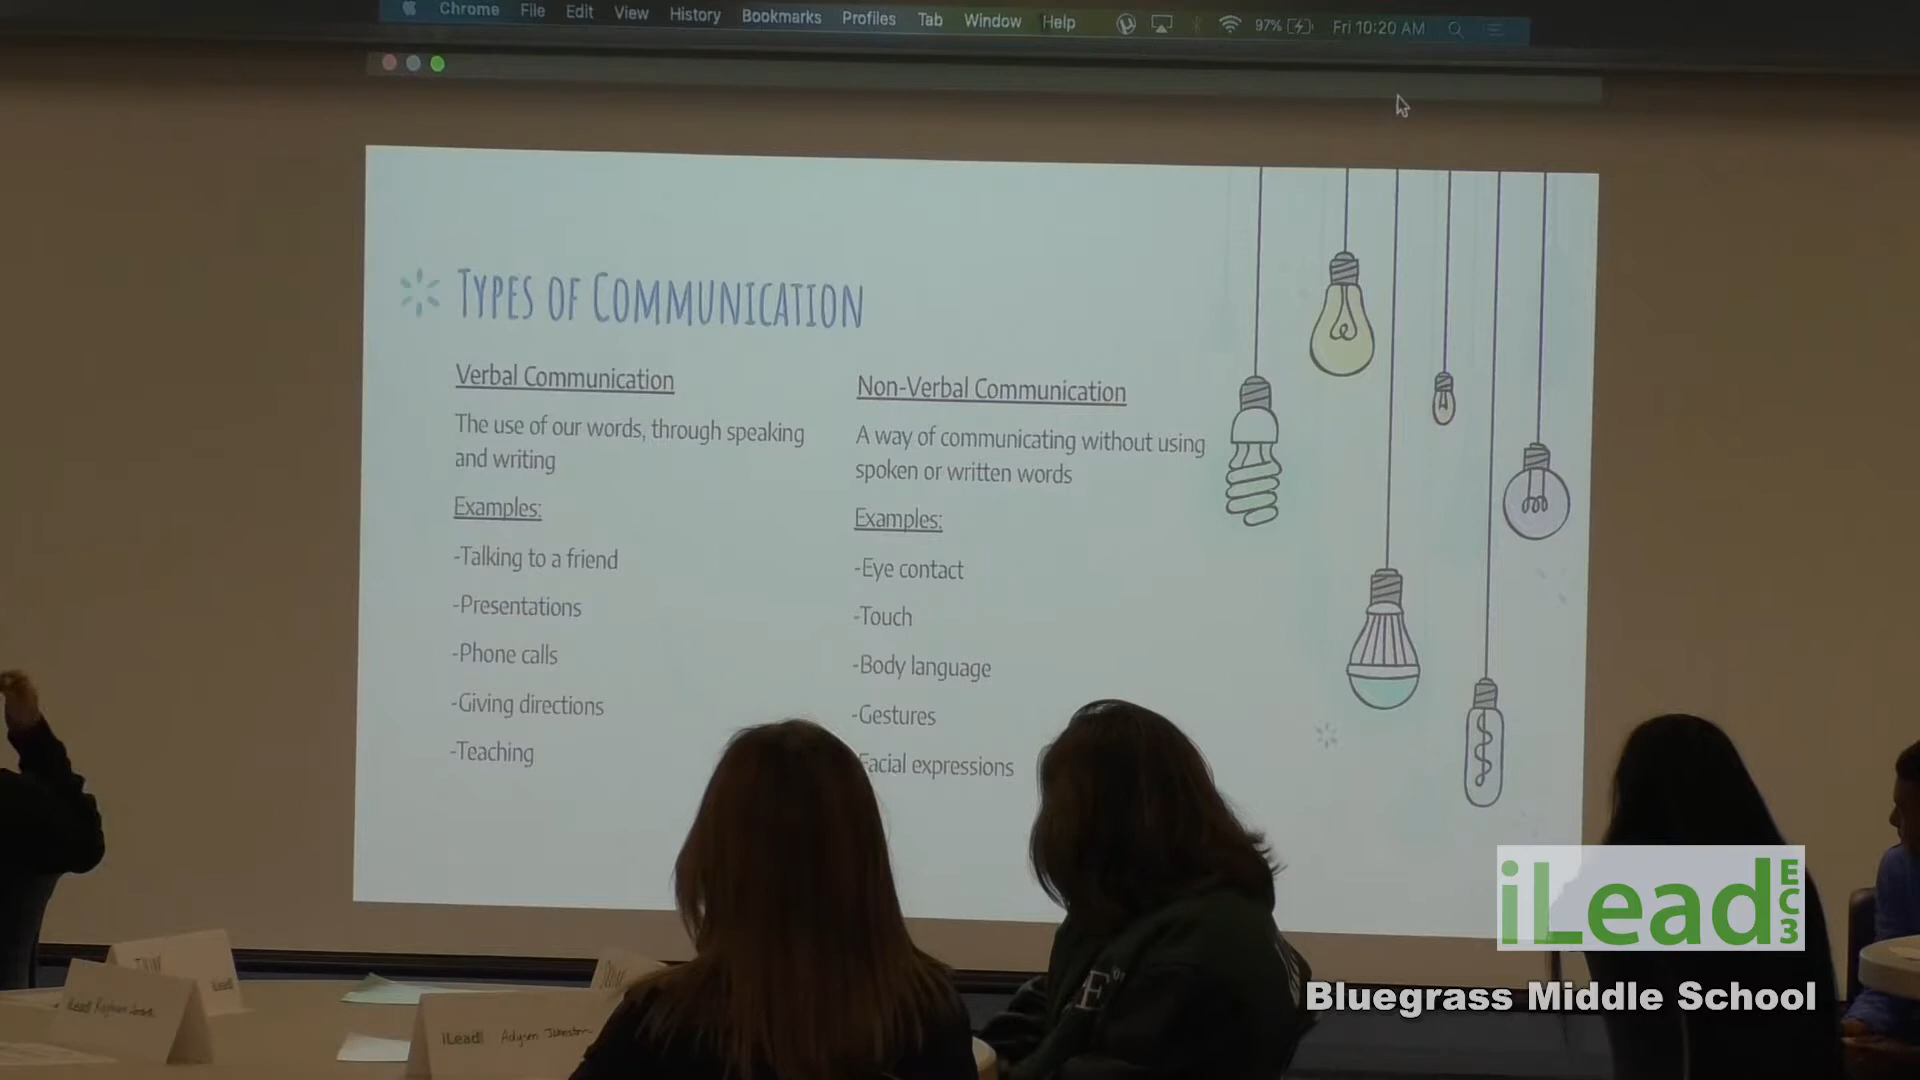 Chrome File Edit View History Bookmarks Profiles Tab Window Help 97% Fri 10:20 AM
Types of Communication
Verbal Communication
The use of our words, through speaking
and writing
Examples:
-Talking to a friend
-Presentations
-Phone calls
-Giving directions
-Teaching
Non-Verbal Communication
A way of communicating without using
spoken or written words
Examples:
-Eye contact
-Touch
-Body language
-Gestures
Facial expressions
iLead EC3
Bluegrass Middle School
iLead!
iLead!
iLead!